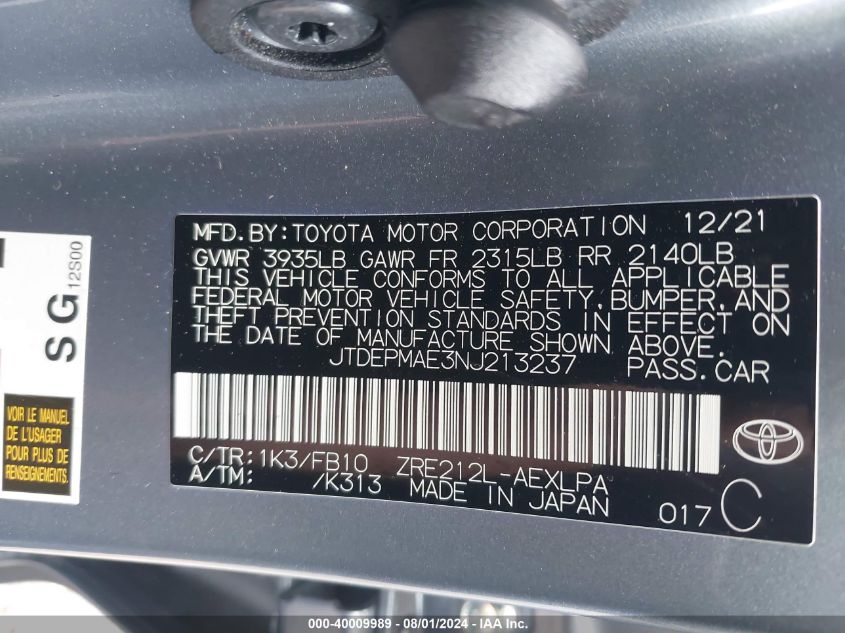 MFD.BY:TOYOTA MOTOR CORPORATION 12/21
GVWR 3935LB GAWR FR 2315LB RR 2140LB
THIS VEHICLE CONFORMS TO ALL APPLICABLE
FEDERAL MOTOR VEHICLE SAFETY,BUMPER,AND
THEFT PREVENTION STANDARDS IN EFFECT ON
THE DATE OF MANUFACTURE SHOWN ABOVE.
JTDEPMAE3NJ213237 PASS.CAR
C/TR:1K3/FB10 ZRE212L-AEXLPA
A/TM: /K313 MADE IN JAPAN
017 C
SG
12S00
VOIR LE MANUEL
DE L'USAGER
POUR PLUS DE
RENSEIGNEMENTS.
000-40009989 - 08/01/2024 - IAA Inc.